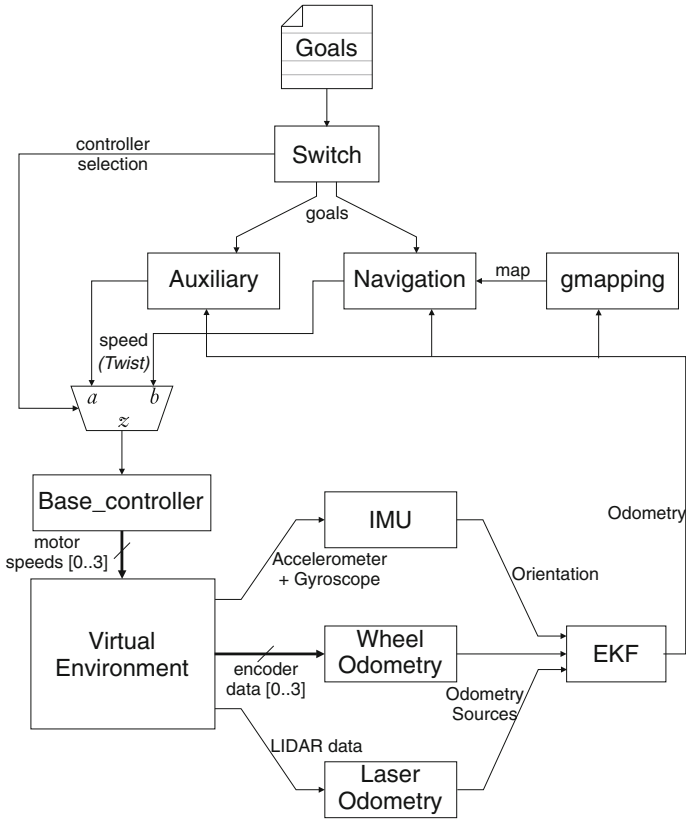 Goals
controller
selection
Switch
goals
Auxiliary
Navigation
map
gmapping
speed
(Twist)
a
b
z
Base_controller
motor
speeds [0..3]
IMU
Accelerometer
+ Gyroscope
Orientation
Odometry
Virtual
Environment
encoder
data [0..3]
Wheel
Odometry
EKF
Odometry
Sources
LIDAR data
Laser
Odometry